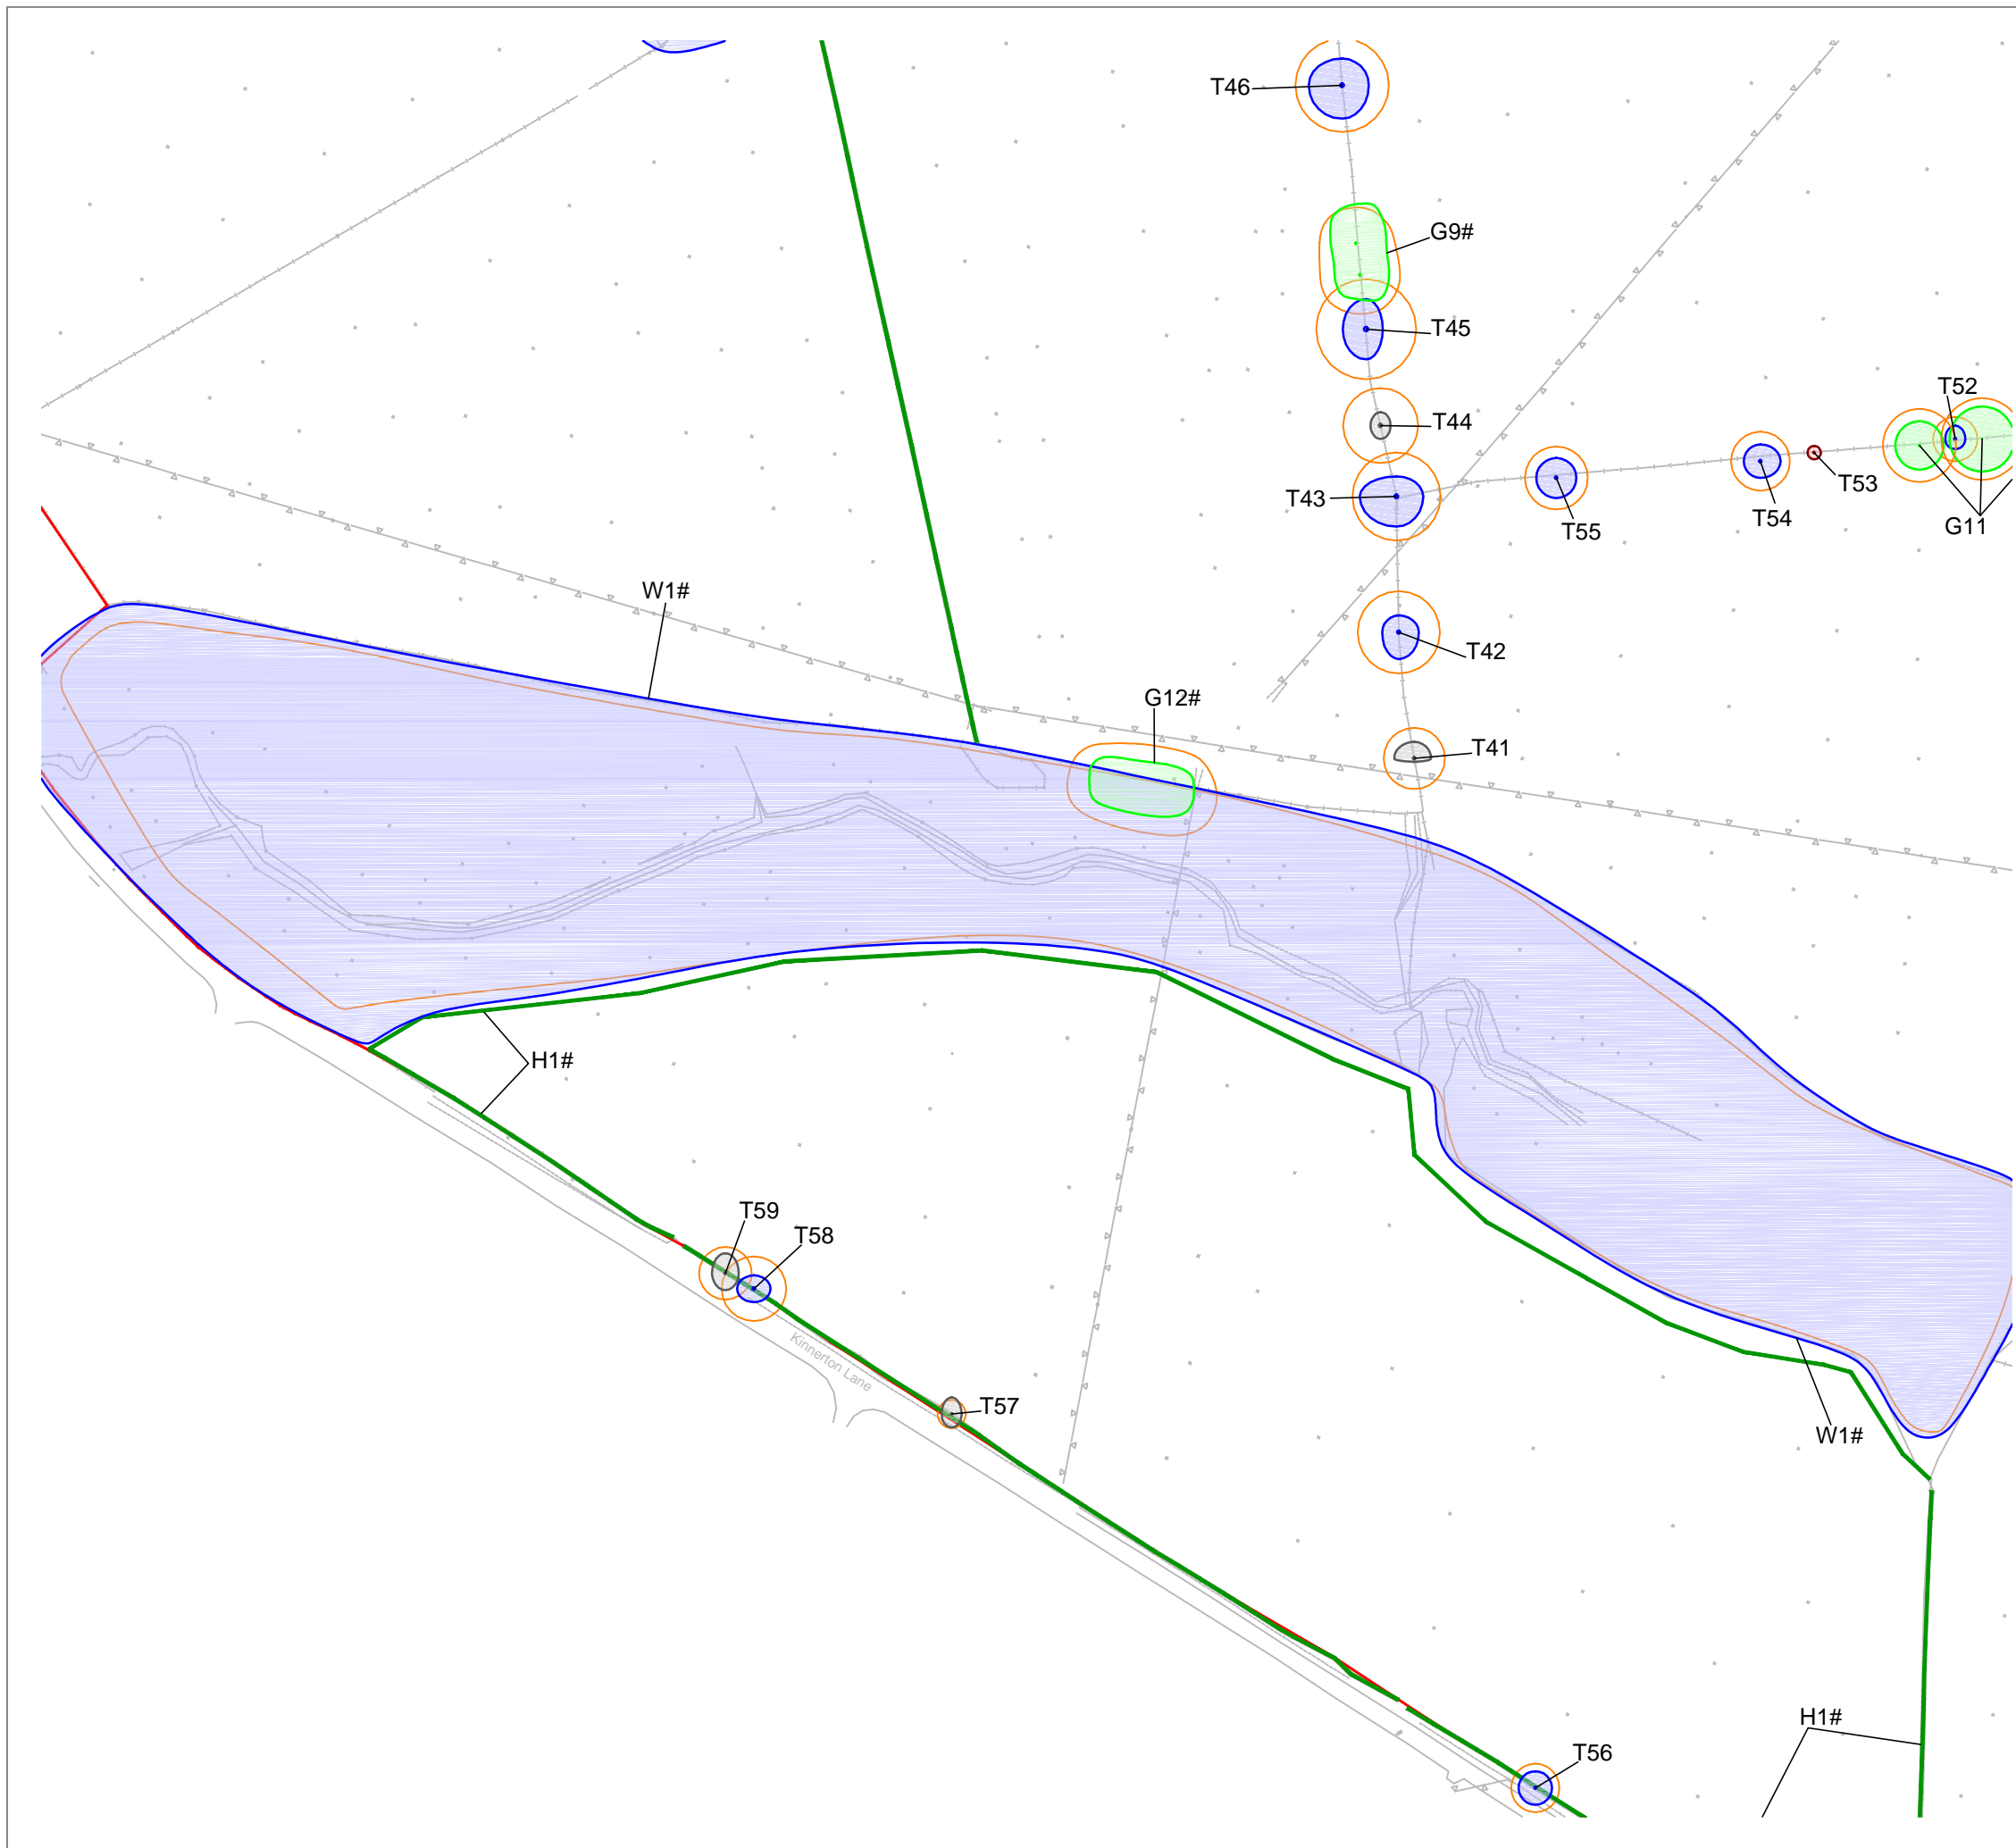 T46
G9#
T45
T52
T44
T53
T43
T54
G11
T55
W1#
T42
G12#
T41
H1#
T59
T58
Kinnerton Lane
T57
W1#
H1#
T56